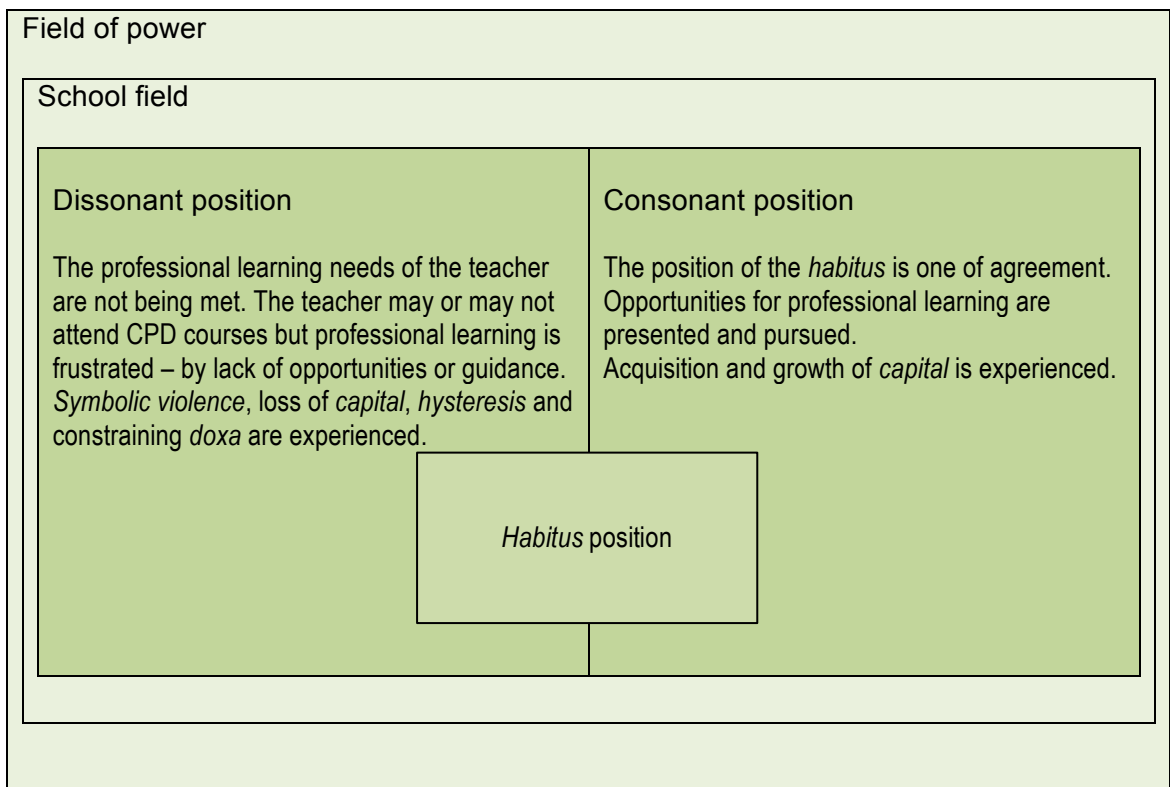 Field of power
School field
Dissonant position
The professional learning needs of the teacher
are not being met. The teacher may or may not
attend CPD courses but professional learning is
frustrated – by lack of opportunities or guidance.
Symbolic violence, loss of capital, hysteresis and
constraining doxa are experienced.
Consonant position
The position of the habitus is one of agreement.
Opportunities for professional learning are
presented and pursued.
Acquisition and growth of capital is experienced.
Habitus position